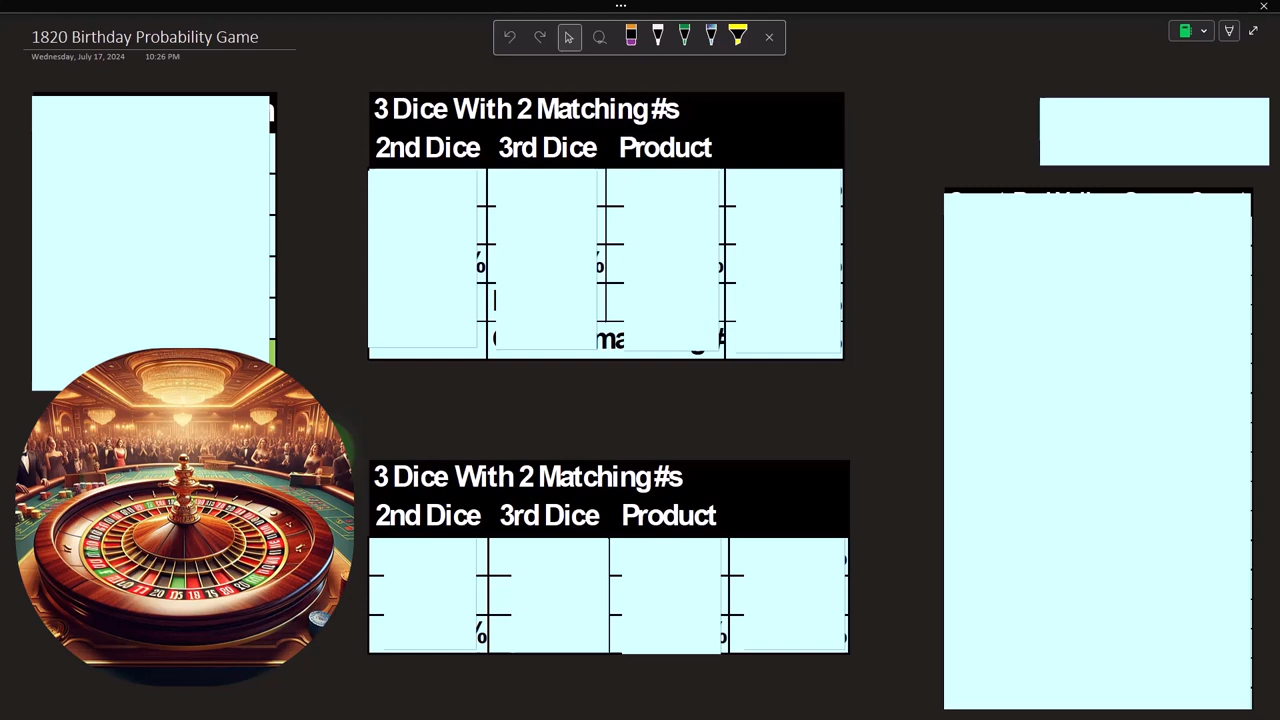 1820 Birthday Probability Game
Wednesday, July 17, 2024 10:26 PM
3 Dice With 2 Matching #s
2nd Dice 3rd Dice Product
%
%
3 Dice With 2 Matching #s
2nd Dice 3rd Dice Product
%